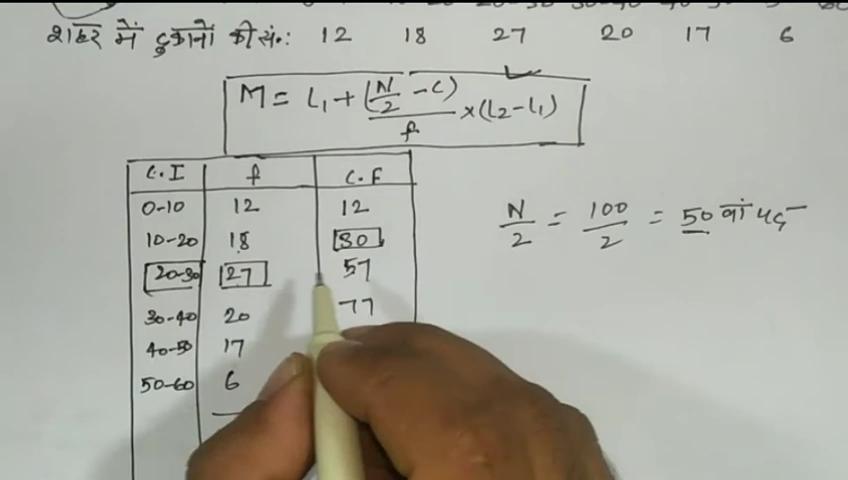 शहर में दुकानों की सं.: 12 18 27 20 17 6
M = L₁ + (N/2 - C)/f × (L₂ - L₁)
C.I f C.F
0-10 12 12
10-20 18 30
20-30 27 57
30-40 20 77
40-50 17
50-60 6
N/2 = 100/2 = 50 वां पद